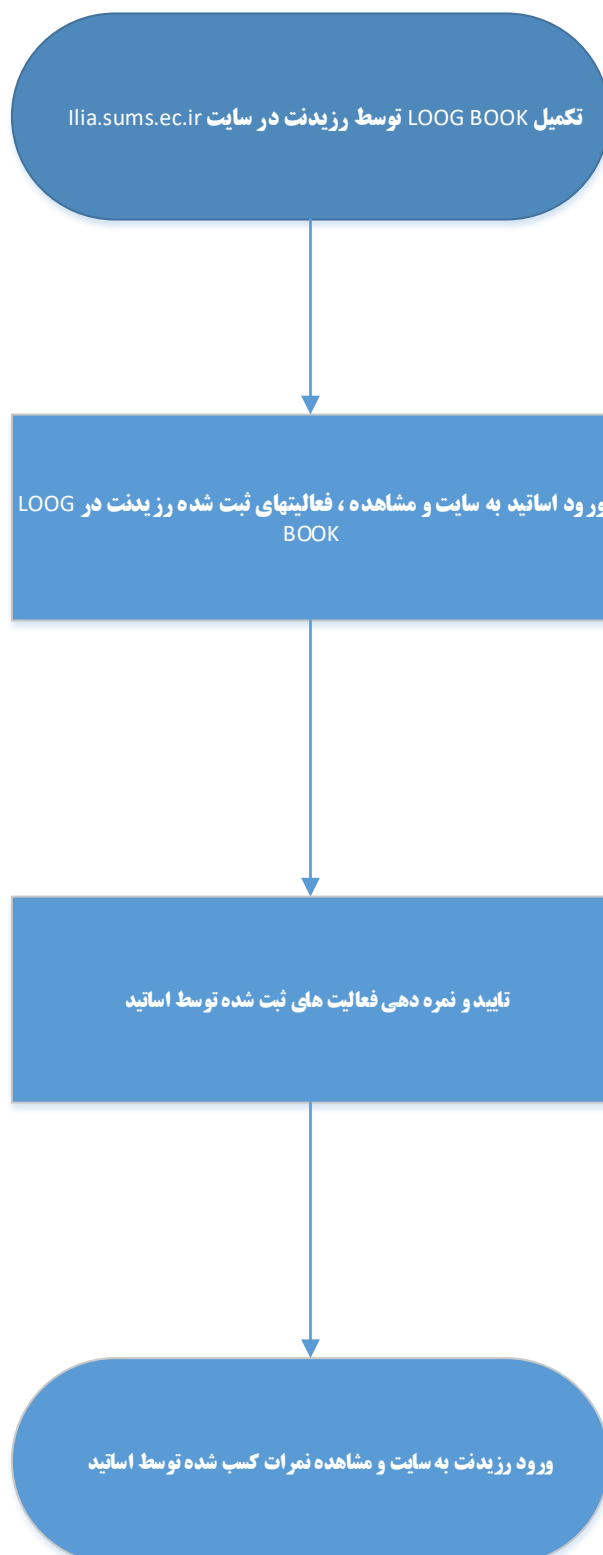 تکمیل LOOG BOOK توسط رزیدنت در سایت Ilia.sums.ec.ir
ورود اساتید به سایت و مشاهده ، فعالیتهای ثبت شده رزیدنت در LOOG
BOOK
تایید و نمره دهی فعالیت های ثبت شده توسط اساتید
ورود رزیدنت به سایت و مشاهده نمرات کسب شده توسط اساتید